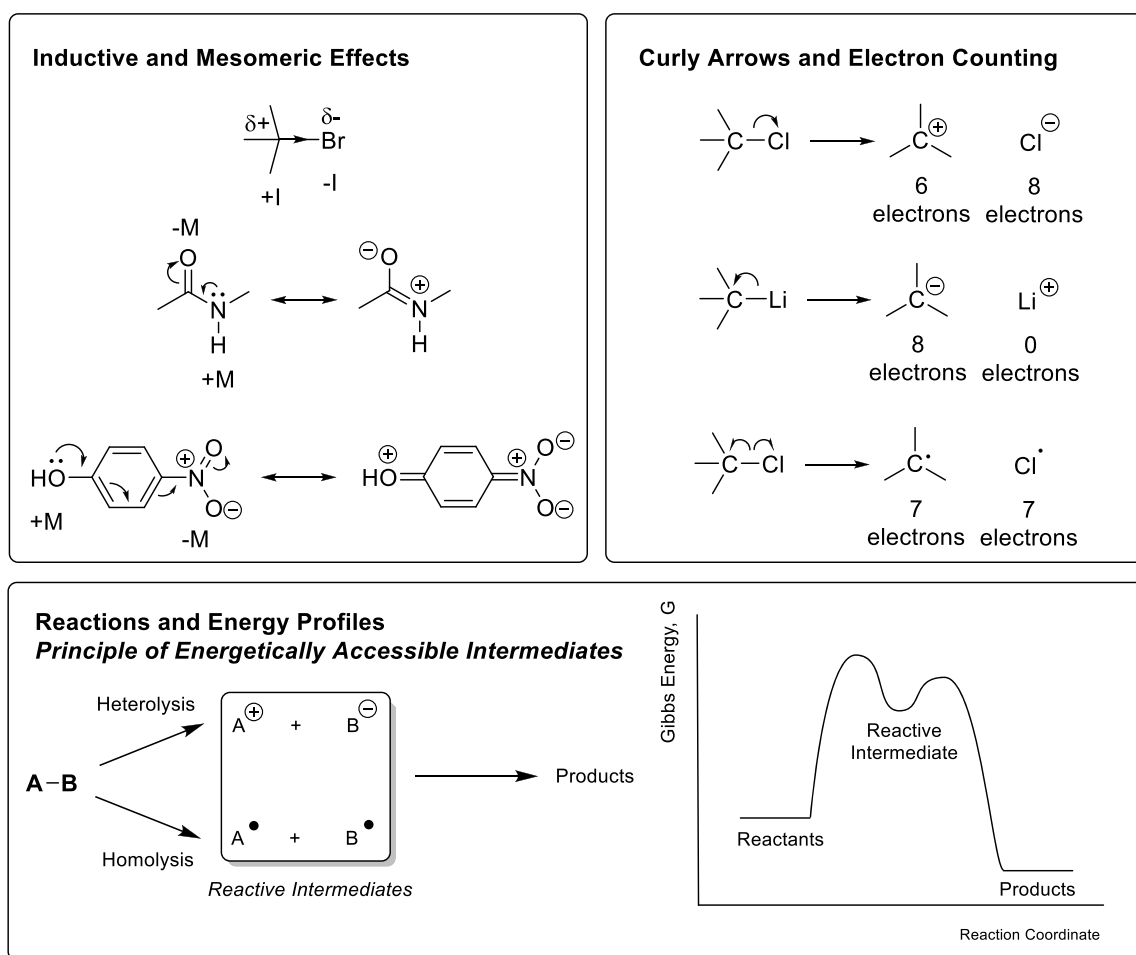 Inductive and Mesomeric Effects
δ+
δ-
Br
+I
-I
-M
O
N
H
+M
⊖
O
⊕
N
H
HO
⊕
N
O
O⊖
+M
-M
⊕
HO
⊕
N
O⊖
O⊖
Curly Arrows and Electron Counting
C Cl
C⊕
Cl⊖
6 8
electrons electrons
C Li
C⊖
Li⊕
8 0
electrons electrons
C Cl
C•
Cl•
7 7
electrons electrons
Reactions and Energy Profiles
Principle of Energetically Accessible Intermediates
Heterolysis
A⊕ + B⊖
A–B
Products
A• + B•
Homolysis
Reactive Intermediates
Gibbs Energy, G
Reactive
Intermediate
Reactants
Products
Reaction Coordinate